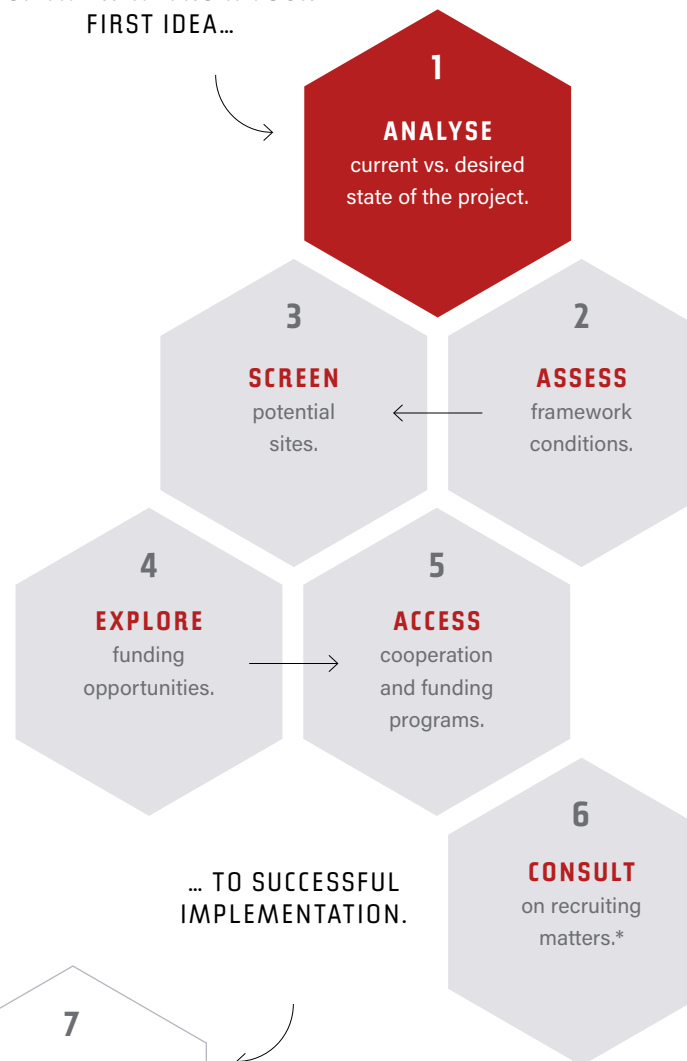 FIRST IDEA…
1
ANALYSE
current vs. desired
state of the project.
2
ASSESS
framework
conditions.
3
SCREEN
potential
sites.
4
EXPLORE
funding
opportunities.
5
ACCESS
cooperation
and funding
programs.
6
CONSULT
on recruiting
matters.*
… TO SUCCESSFUL
IMPLEMENTATION.
7